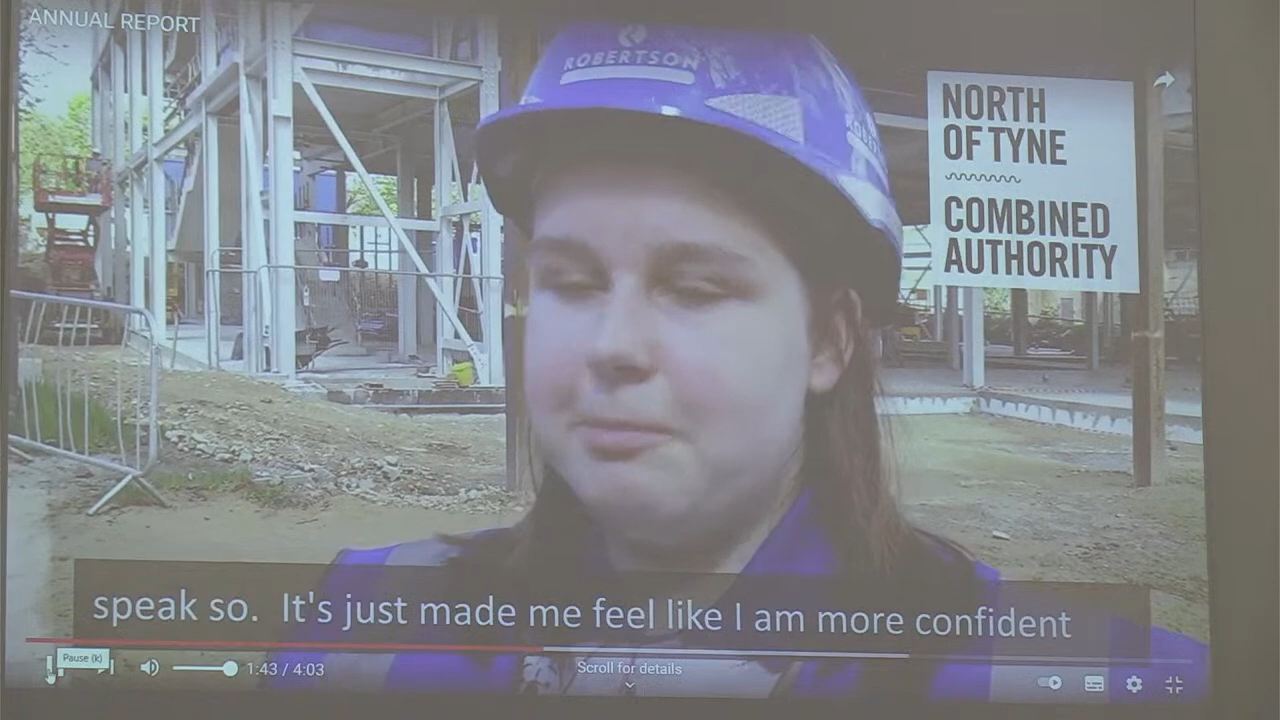 ANNUAL REPORT
ROBERTSON
NORTH
OF TYNE
COMBINED
AUTHORITY
speak so. It's just made me feel like I am more confident
Pause (k)
1:43 / 4:03
Scroll for details